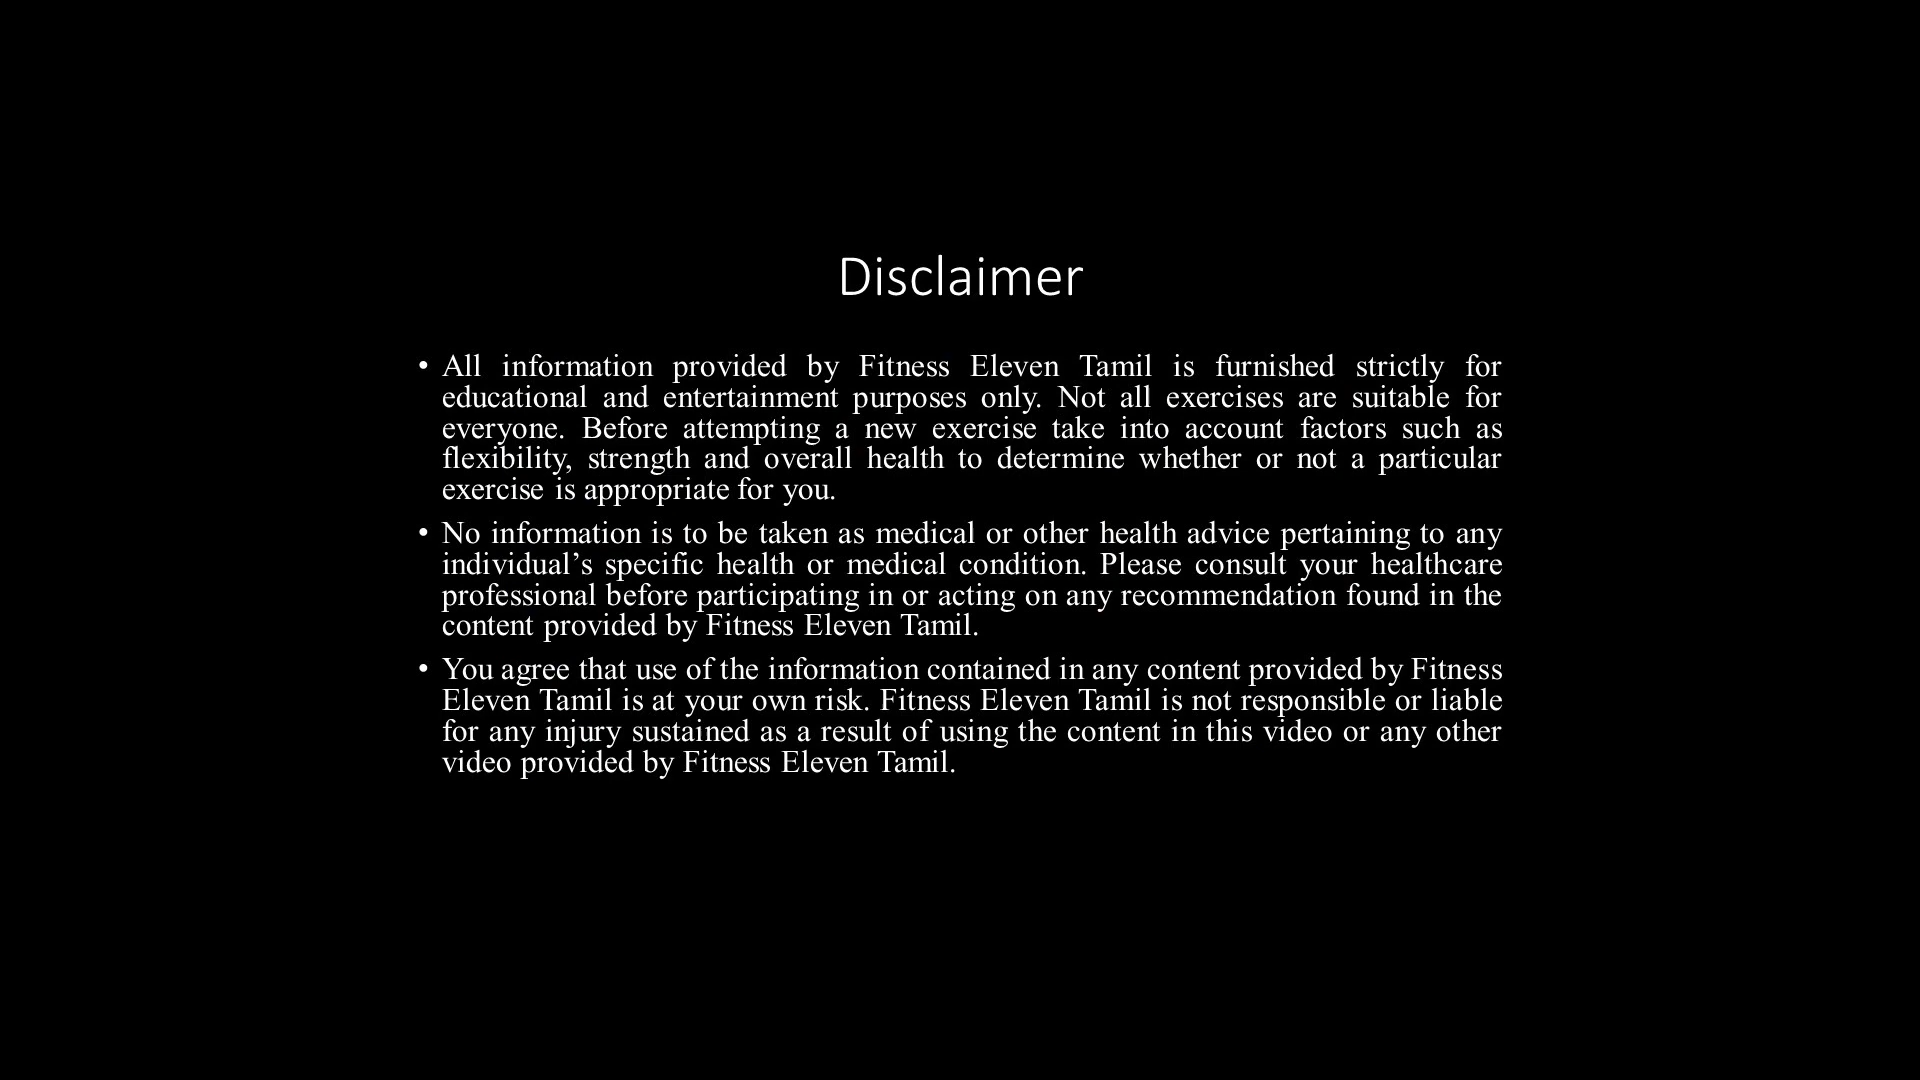 Disclaimer
• All information provided by Fitness Eleven Tamil is furnished strictly for
educational and entertainment purposes only. Not all exercises are suitable for
everyone. Before attempting a new exercise take into account factors such as
flexibility, strength and overall health to determine whether or not a particular
exercise is appropriate for you.
• No information is to be taken as medical or other health advice pertaining to any
individual’s specific health or medical condition. Please consult your healthcare
professional before participating in or acting on any recommendation found in the
content provided by Fitness Eleven Tamil.
• You agree that use of the information contained in any content provided by Fitness
Eleven Tamil is at your own risk. Fitness Eleven Tamil is not responsible or liable
for any injury sustained as a result of using the content in this video or any other
video provided by Fitness Eleven Tamil.